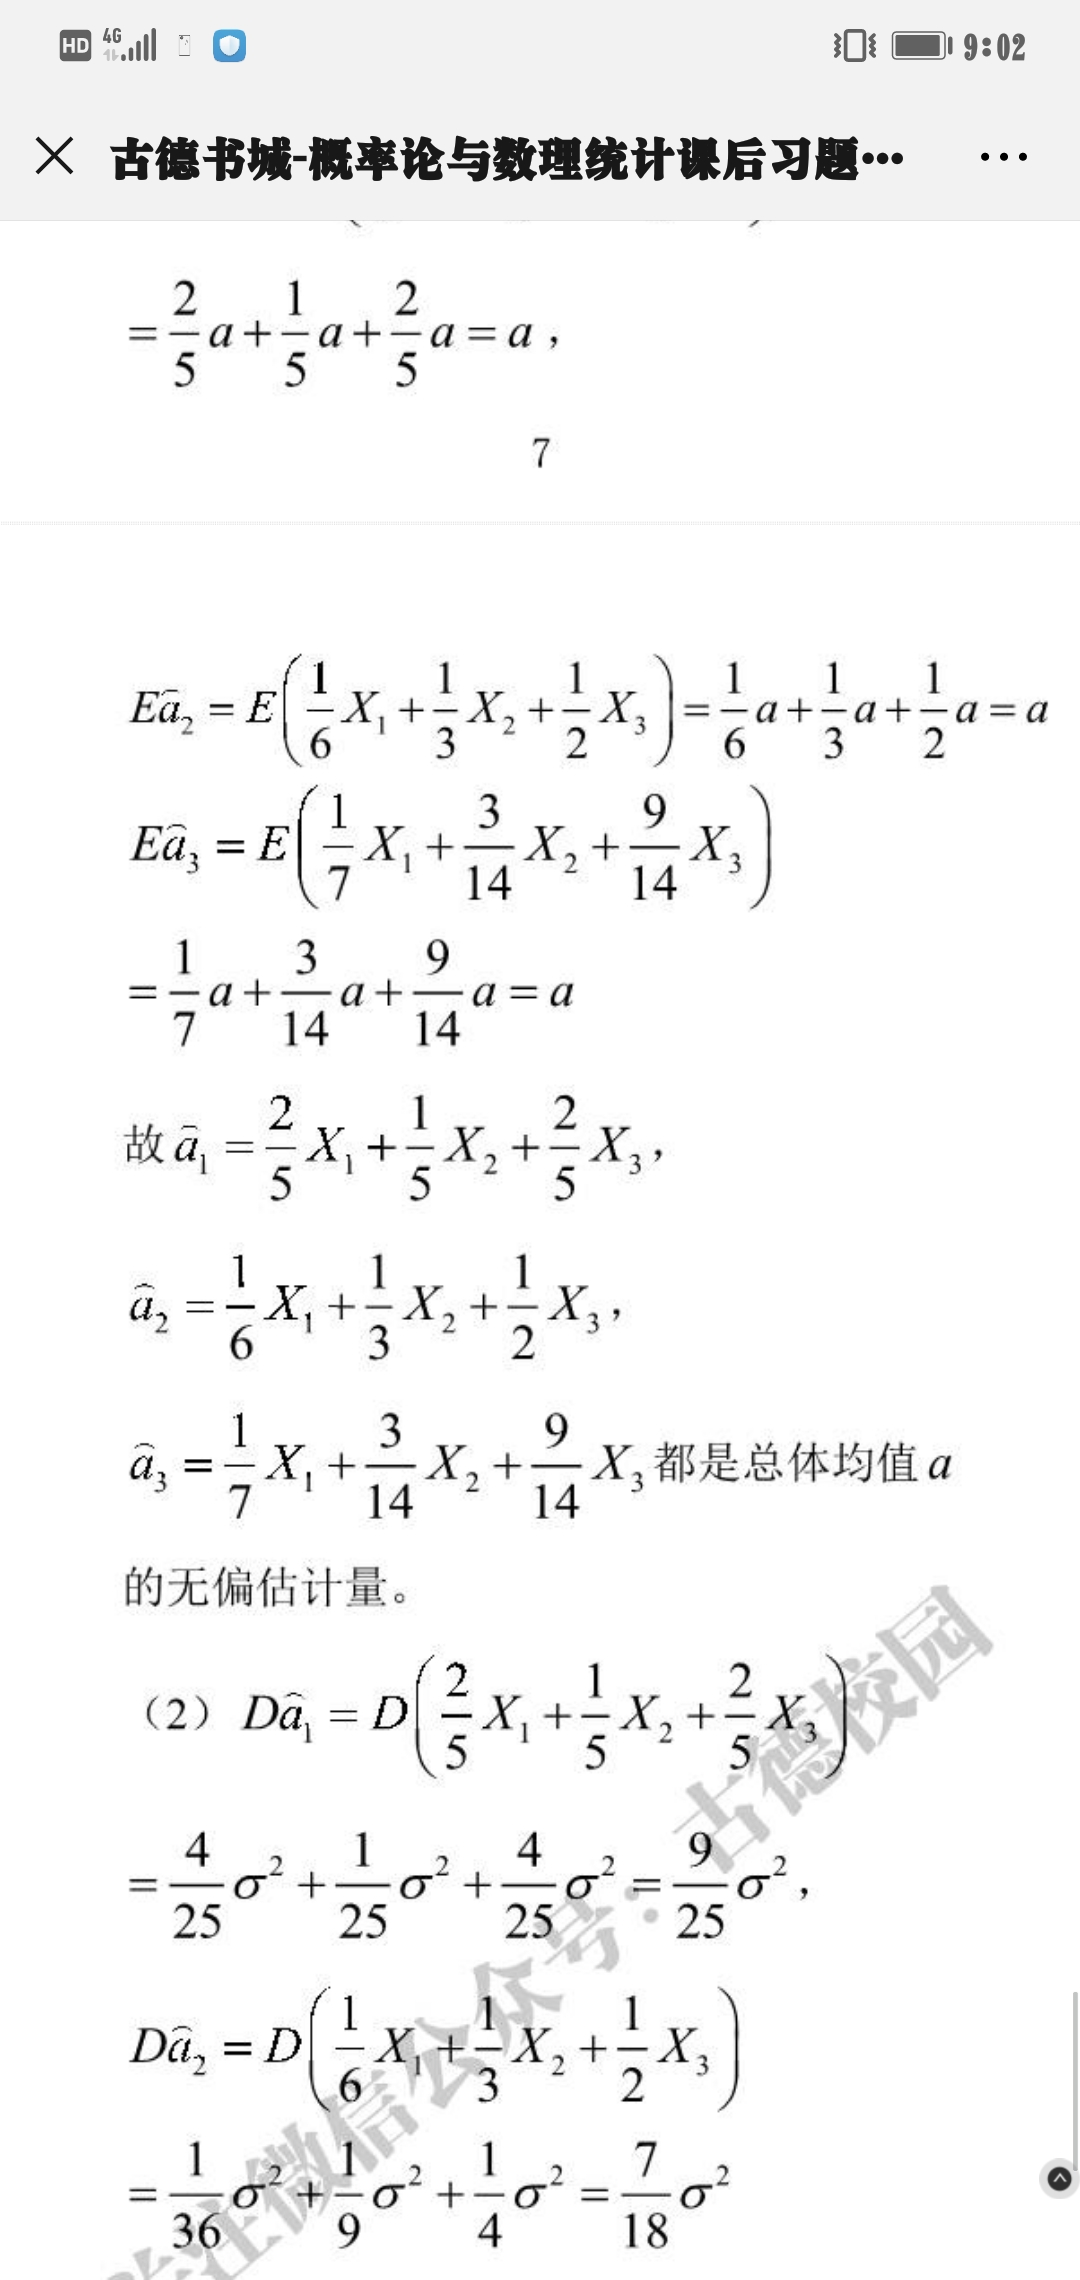 HD 4G 9:02
古德书城-概率论与数理统计课后习题…
= 2/5 a + 1/5 a + 2/5 a = a ,
7
Eâ₂ = E(1/6 X₁ + 1/3 X₂ + 1/2 X₃) = 1/6 a + 1/3 a + 1/2 a = a
Eâ₃ = E(1/7 X₁ + 3/14 X₂ + 9/14 X₃)
= 1/7 a + 3/14 a + 9/14 a = a
故 â₁ = 2/5 X₁ + 1/5 X₂ + 2/5 X₃ ,
â₂ = 1/6 X₁ + 1/3 X₂ + 1/2 X₃ ,
â₃ = 1/7 X₁ + 3/14 X₂ + 9/14 X₃ 都是总体均值 a
的无偏估计量。
（2） Dâ₁ = D(2/5 X₁ + 1/5 X₂ + 2/5 X₃)
= 4/25 σ² + 1/25 σ² + 4/25 σ² = 9/25 σ² ,
Dâ₂ = D(1/6 X₁ + 1/3 X₂ + 1/2 X₃)
= 1/36 σ² + 1/9 σ² + 1/4 σ² = 7/18 σ²
注微信公众号：古德校园